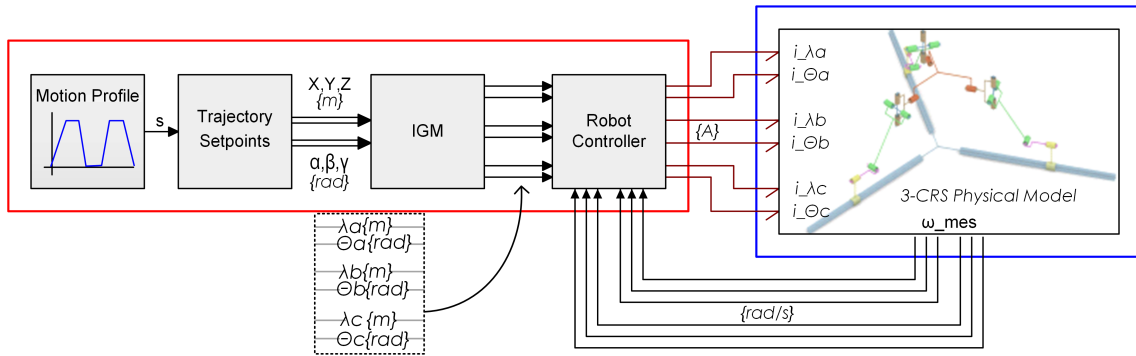 Motion Profile
s
Trajectory
Setpoints
X,Y,Z
{m}
α,β,γ
{rad}
IGM
Robot
Controller
{A}
i_λa
i_Θa
i_λb
i_Θb
i_λc
i_Θc
3-CRS Physical Model
ω_mes
{rad/s}
λa{m}
Θa{rad}
λb{m}
Θb{rad}
λc{m}
Θc{rad}